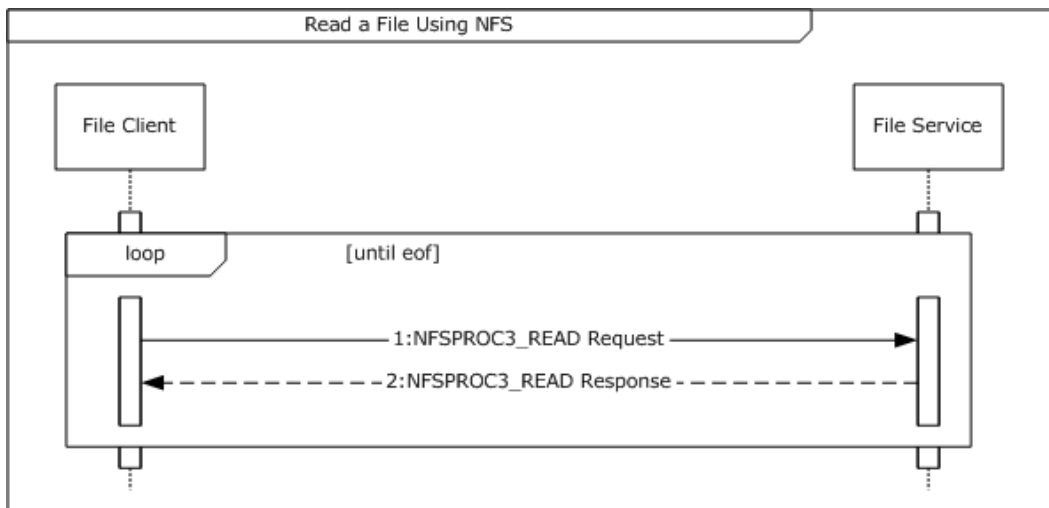 Read a File Using NFS
File Client
File Service
loop
[until eof]
1:NFSPROC3_READ Request
2:NFSPROC3_READ Response